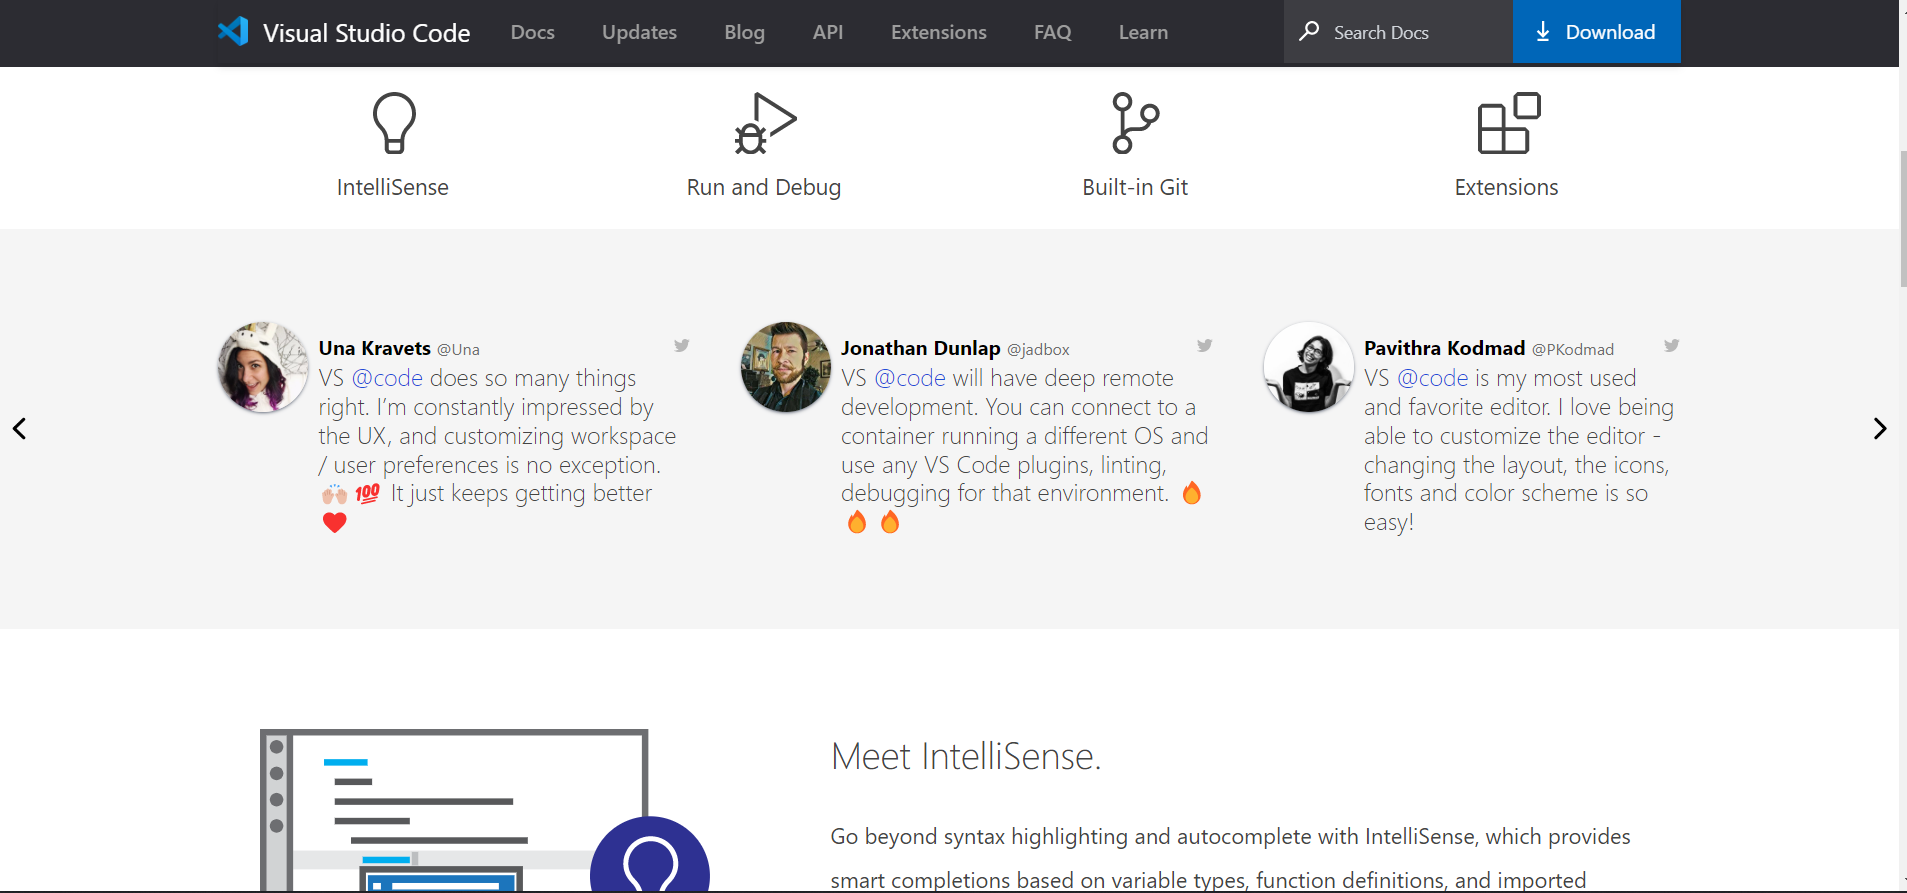 Visual Studio Code Docs Updates Blog API Extensions FAQ Learn Search Docs Download
IntelliSense Run and Debug Built-in Git Extensions
Una Kravets @Una
VS @code does so many things
right. I’m constantly impressed by
the UX, and customizing workspace
/ user preferences is no exception.
🙌🏻 💯 It just keeps getting better
❤️
Jonathan Dunlap @jadbox
VS @code will have deep remote
development. You can connect to a
container running a different OS and
use any VS Code plugins, linting,
debugging for that environment. 🔥
🔥 🔥
Pavithra Kodmad @PKodmad
VS @code is my most used
and favorite editor. I love being
able to customize the editor -
changing the layout, the icons,
fonts and color scheme is so
easy!
Meet IntelliSense.
Go beyond syntax highlighting and autocomplete with IntelliSense, which provides
smart completions based on variable types, function definitions, and imported